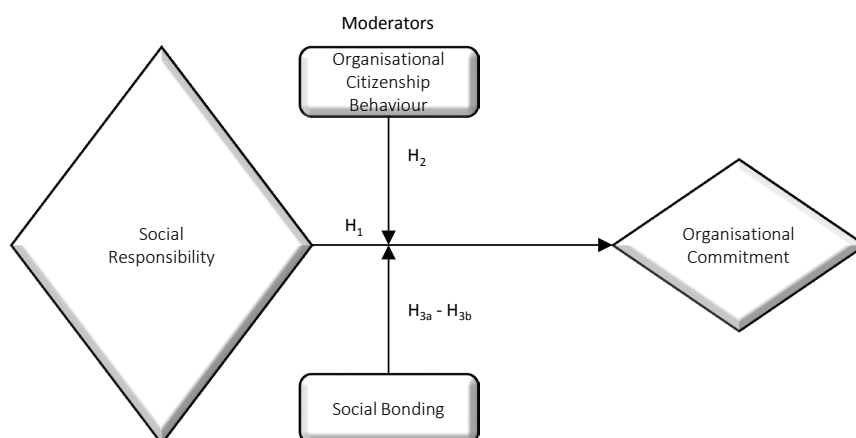 Moderators
Organisational
Citizenship
Behaviour
H₂
H₁
Social
Responsibility
Organisational
Commitment
H₃ₐ - H₃b
Social Bonding